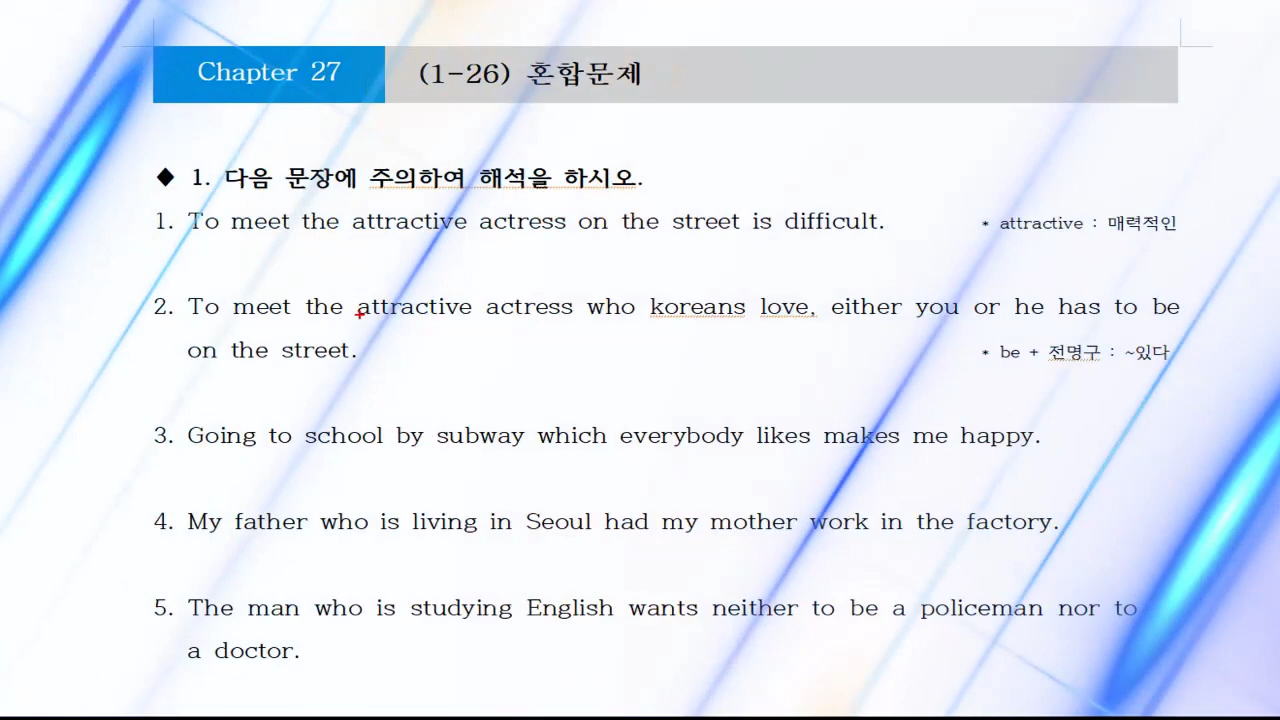 Chapter 27 (1-26) 혼합문제
◆ 1. 다음 문장에 주의하여 해석을 하시오.
1. To meet the attractive actress on the street is difficult. * attractive : 매력적인
2. To meet the attractive actress who koreans love, either you or he has to be
on the street. * be + 전명구 : ~있다
3. Going to school by subway which everybody likes makes me happy.
4. My father who is living in Seoul had my mother work in the factory.
5. The man who is studying English wants neither to be a policeman nor to
a doctor.